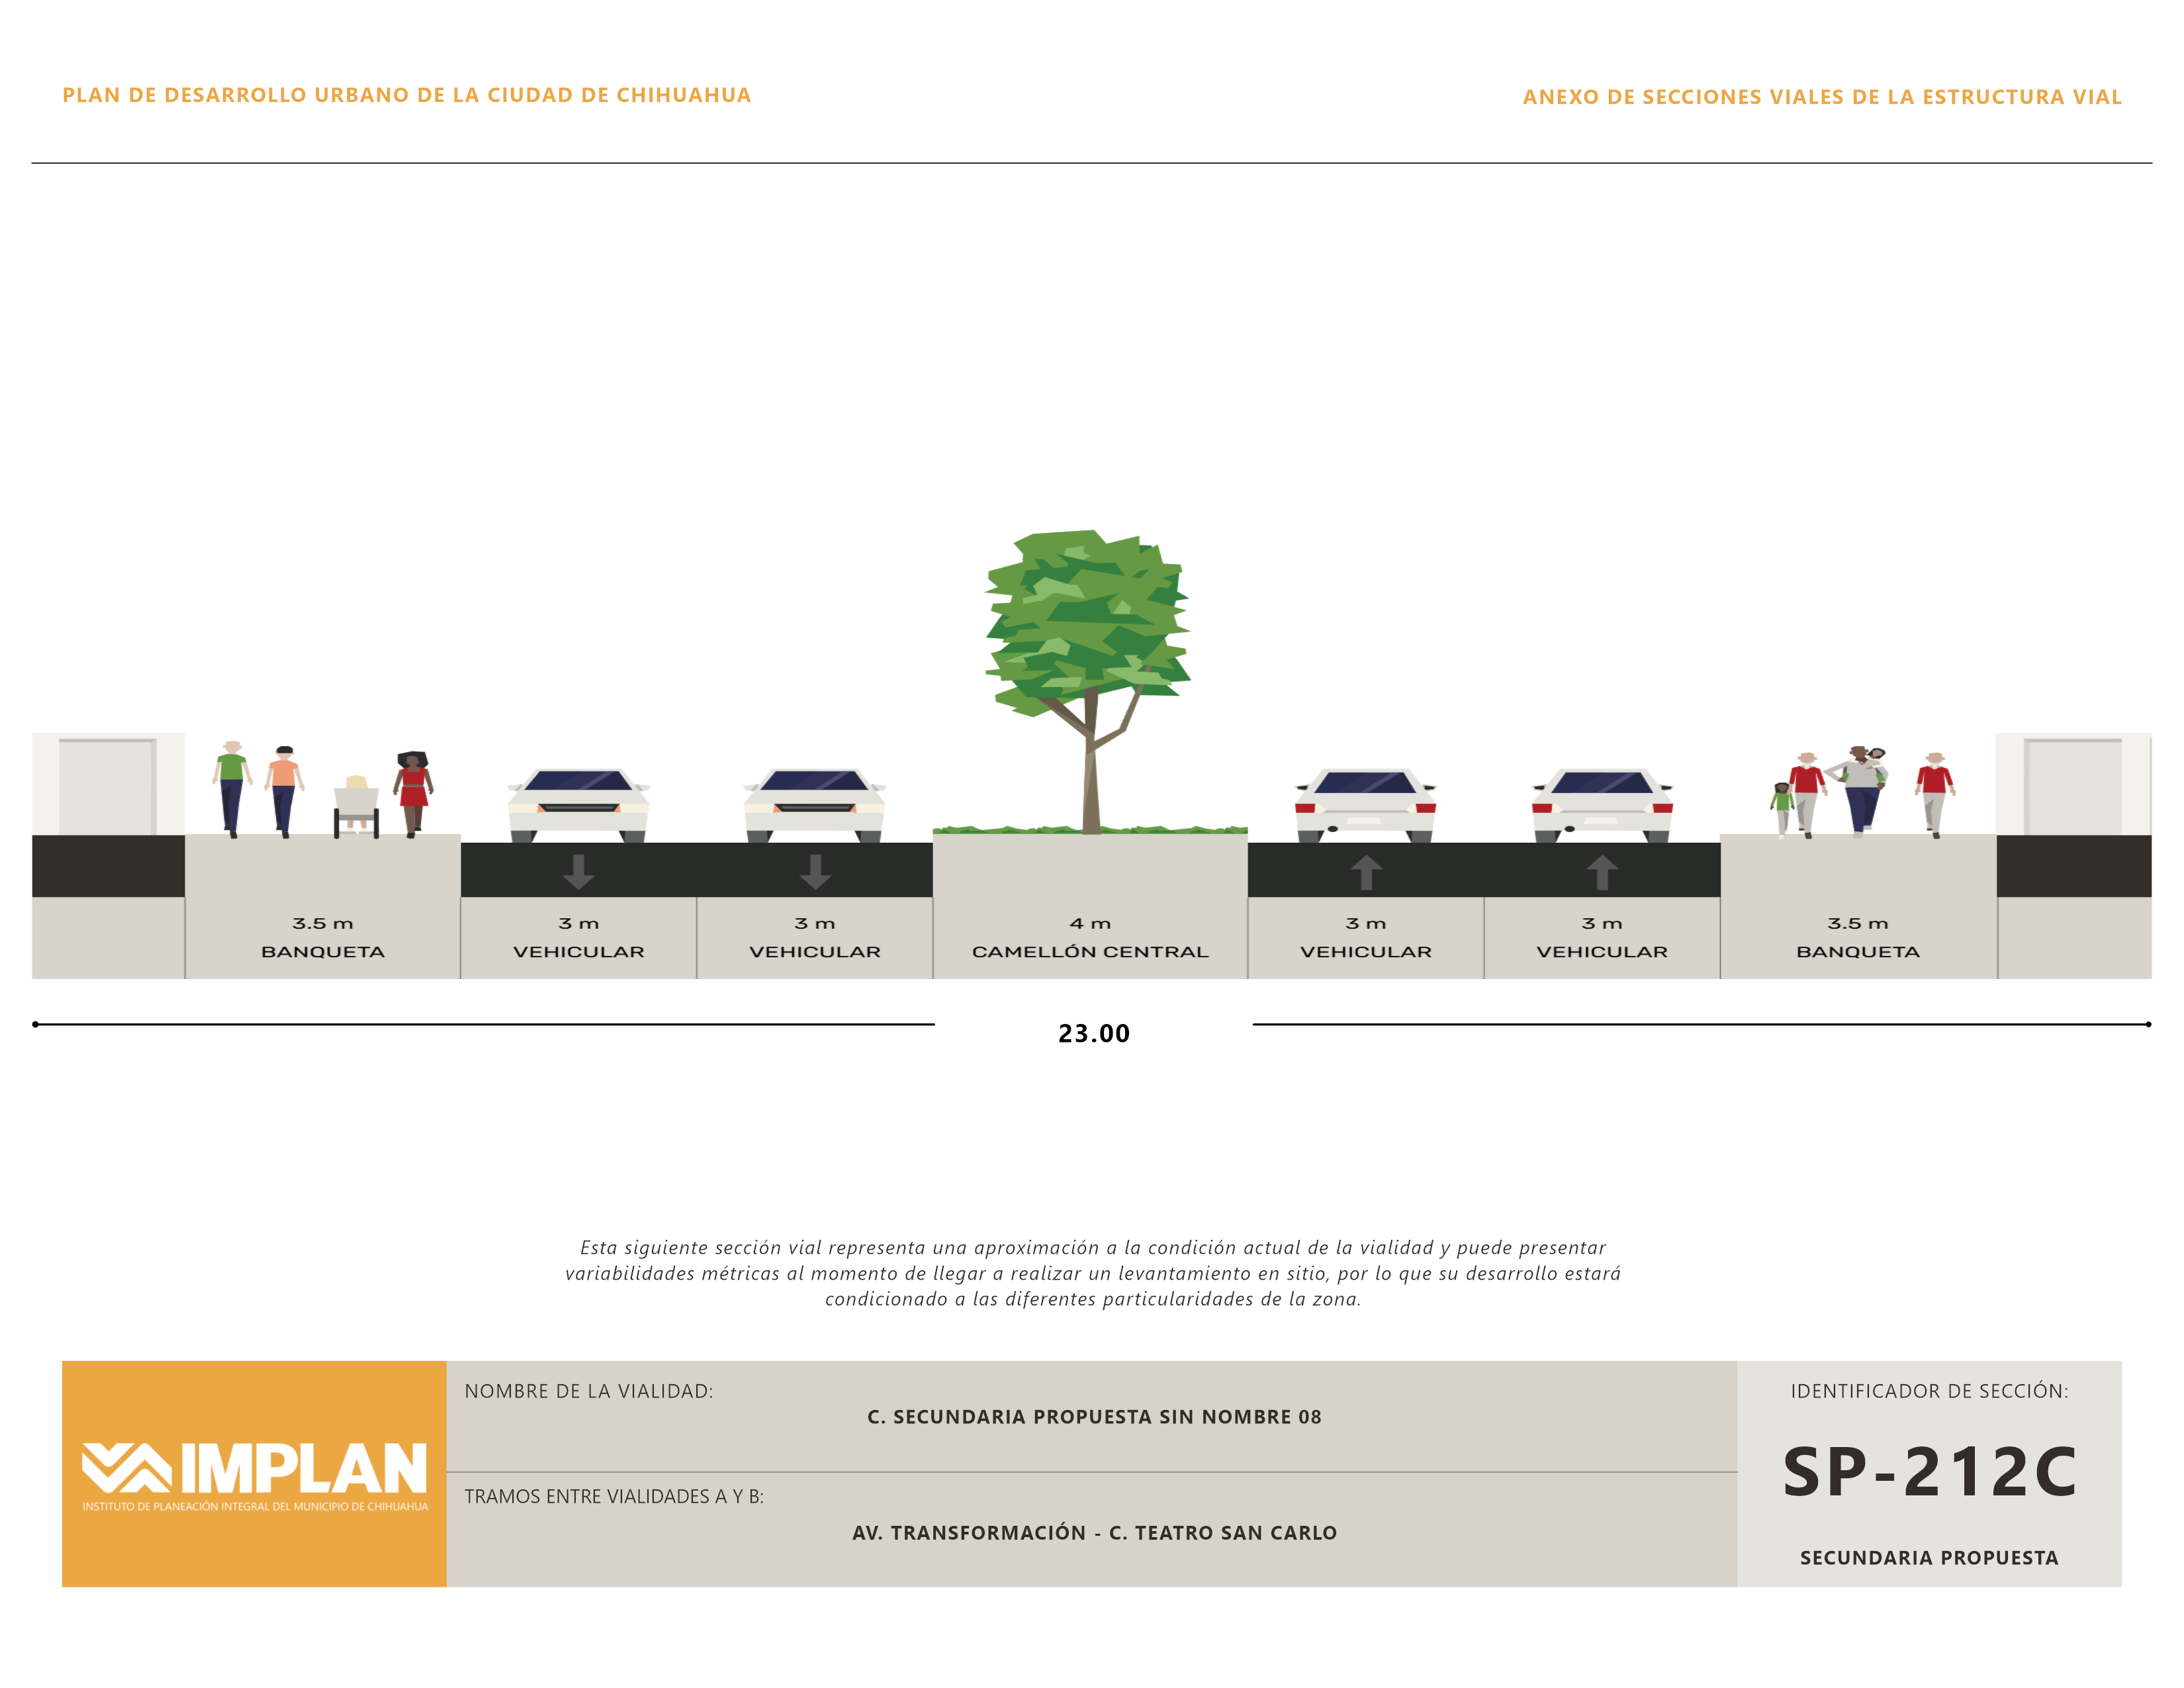 PLAN DE DESARROLLO URBANO DE LA CIUDAD DE CHIHUAHUA
ANEXO DE SECCIONES VIALES DE LA ESTRUCTURA VIAL
3.5 m
BANQUETA
3 m
VEHICULAR
3 m
VEHICULAR
4 m
CAMELLÓN CENTRAL
3 m
VEHICULAR
3 m
VEHICULAR
3.5 m
BANQUETA
23.00
Esta siguiente sección vial representa una aproximación a la condición actual de la vialidad y puede presentar
variabilidades métricas al momento de llegar a realizar un levantamiento en sitio, por lo que su desarrollo estará
condicionado a las diferentes particularidades de la zona.
IMPLAN
INSTITUTO DE PLANEACIÓN INTEGRAL DEL MUNICIPIO DE CHIHUAHUA
NOMBRE DE LA VIALIDAD:
C. SECUNDARIA PROPUESTA SIN NOMBRE 08
TRAMOS ENTRE VIALIDADES A Y B:
AV. TRANSFORMACIÓN - C. TEATRO SAN CARLO
IDENTIFICADOR DE SECCIÓN:
SP-212C
SECUNDARIA PROPUESTA